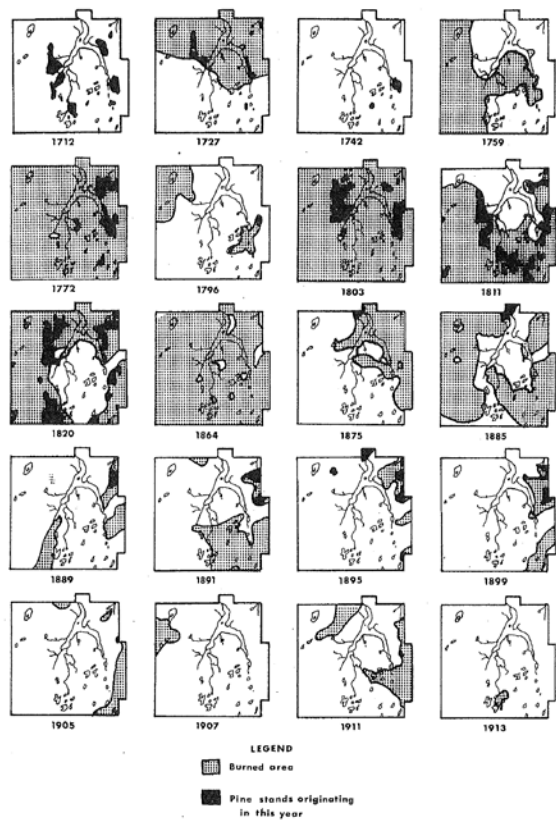 1712 1727 1742 1759
1772 1796 1803 1811
1820 1864 1875 1885
1889 1891 1895 1899
1905 1907 1911 1913
LEGEND
Burned area
Pine stands originating
in this year